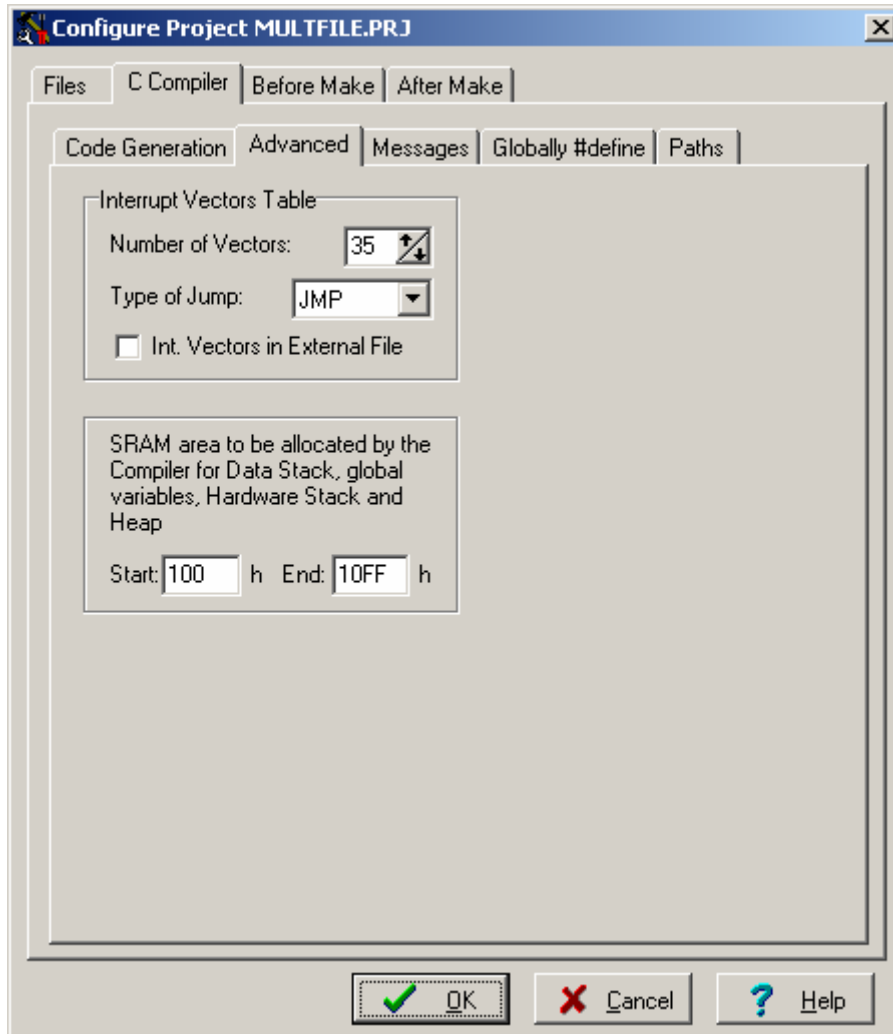 Configure Project MULTFILE.PRJ
Files C Compiler Before Make After Make
Code Generation Advanced Messages Globally #define Paths
Interrupt Vectors Table
Number of Vectors: 35
Type of Jump: JMP
Int. Vectors in External File
SRAM area to be allocated by the
Compiler for Data Stack, global
variables, Hardware Stack and
Heap
Start: 100 h End: 10FF h
OK Cancel ? Help